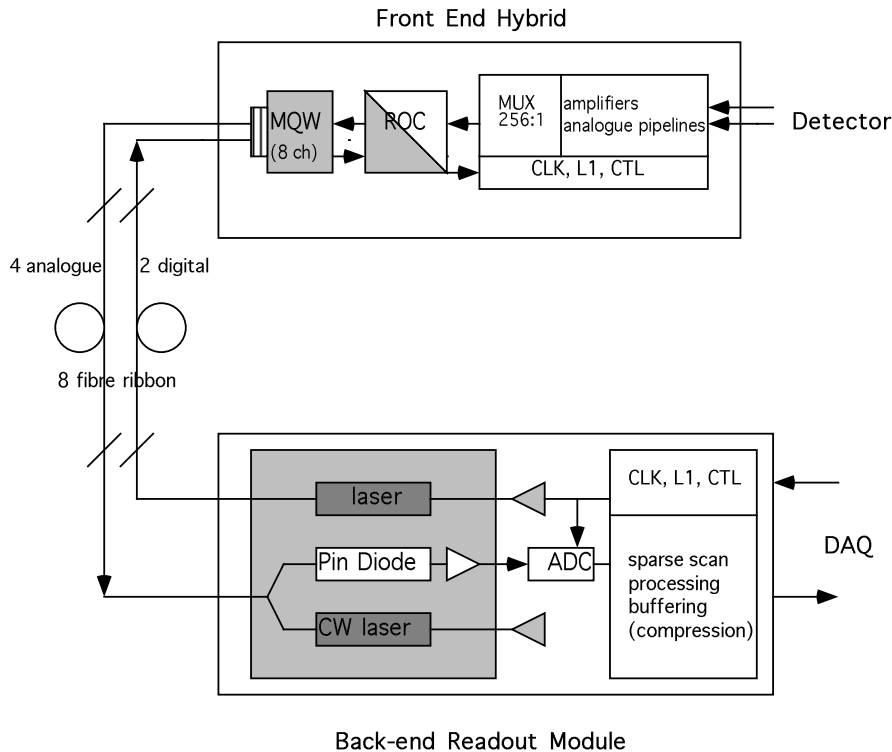 Front End Hybrid
MQW
(8 ch)
ROC
MUX
256:1
amplifiers
analogue pipelines
CLK, L1, CTL
Detector
4 analogue
2 digital
8 fibre ribbon
laser
CLK, L1, CTL
Pin Diode
ADC
DAQ
sparse scan
processing
buffering
(compression)
CW laser
Back-end Readout Module